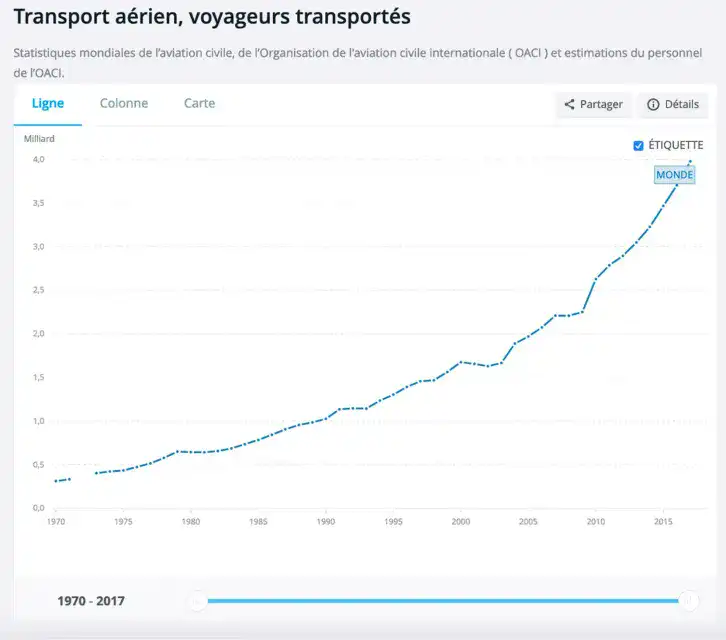 Transport aérien, voyageurs transportés
Statistiques mondiales de l’aviation civile, de l’Organisation de l’aviation civile internationale ( OACI ) et estimations du personnel
de l’OACI.
Ligne Colonne Carte Partager Détails
Milliard
ÉTIQUETTE
4,0
MONDE
3,5
3,0
2,5
2,0
1,5
1,0
0,5
0,0
1970 1975 1980 1985 1990 1995 2000 2005 2010 2015
1970 - 2017